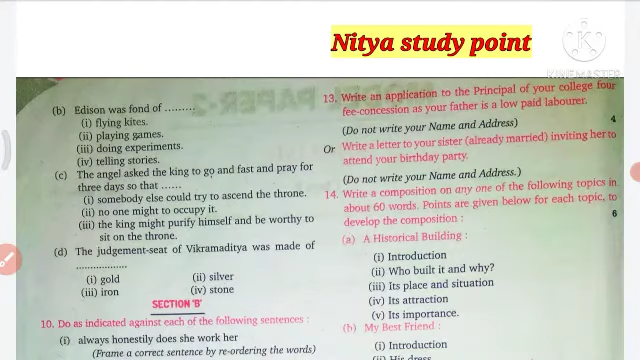 Nitya study point
KINEMASTER
(b) Edison was fond of .........
(i) flying kites.
(ii) playing games.
(iii) doing experiments.
(iv) telling stories.
(c) The angel asked the king to go and fast and pray for
three days so that ......
(i) somebody else could try to ascend the throne.
(ii) no one might to occupy it.
(iii) the king might purify himself and be worthy to
sit on the throne.
(d) The judgement-seat of Vikramaditya was made of
..................
(i) gold (ii) silver
(iii) iron (iv) stone
SECTION 'B'
10. Do as indicated against each of the following sentences :
(i) always honestily does she work her
(Frame a correct sentence by re-ordering the words)
13. Write an application to the Principal of your college four
fee-concession as your father is a low paid labourer.
(Do not write your Name and Address) 4
Or Write a letter to your sister (already married) inviting her to
attend your birthday party.
(Do not write your Name and Address.)
14. Write a composition on any one of the following topics in
about 60 words. Points are given below for each topic, to
develop the composition : 6
(a) A Historical Building :
(i) Introduction
(ii) Who built it and why?
(iii) Its place and situation
(iv) Its attraction
(v) Its importance.
(b) My Best Friend :
(i) Introduction
(ii) His dress